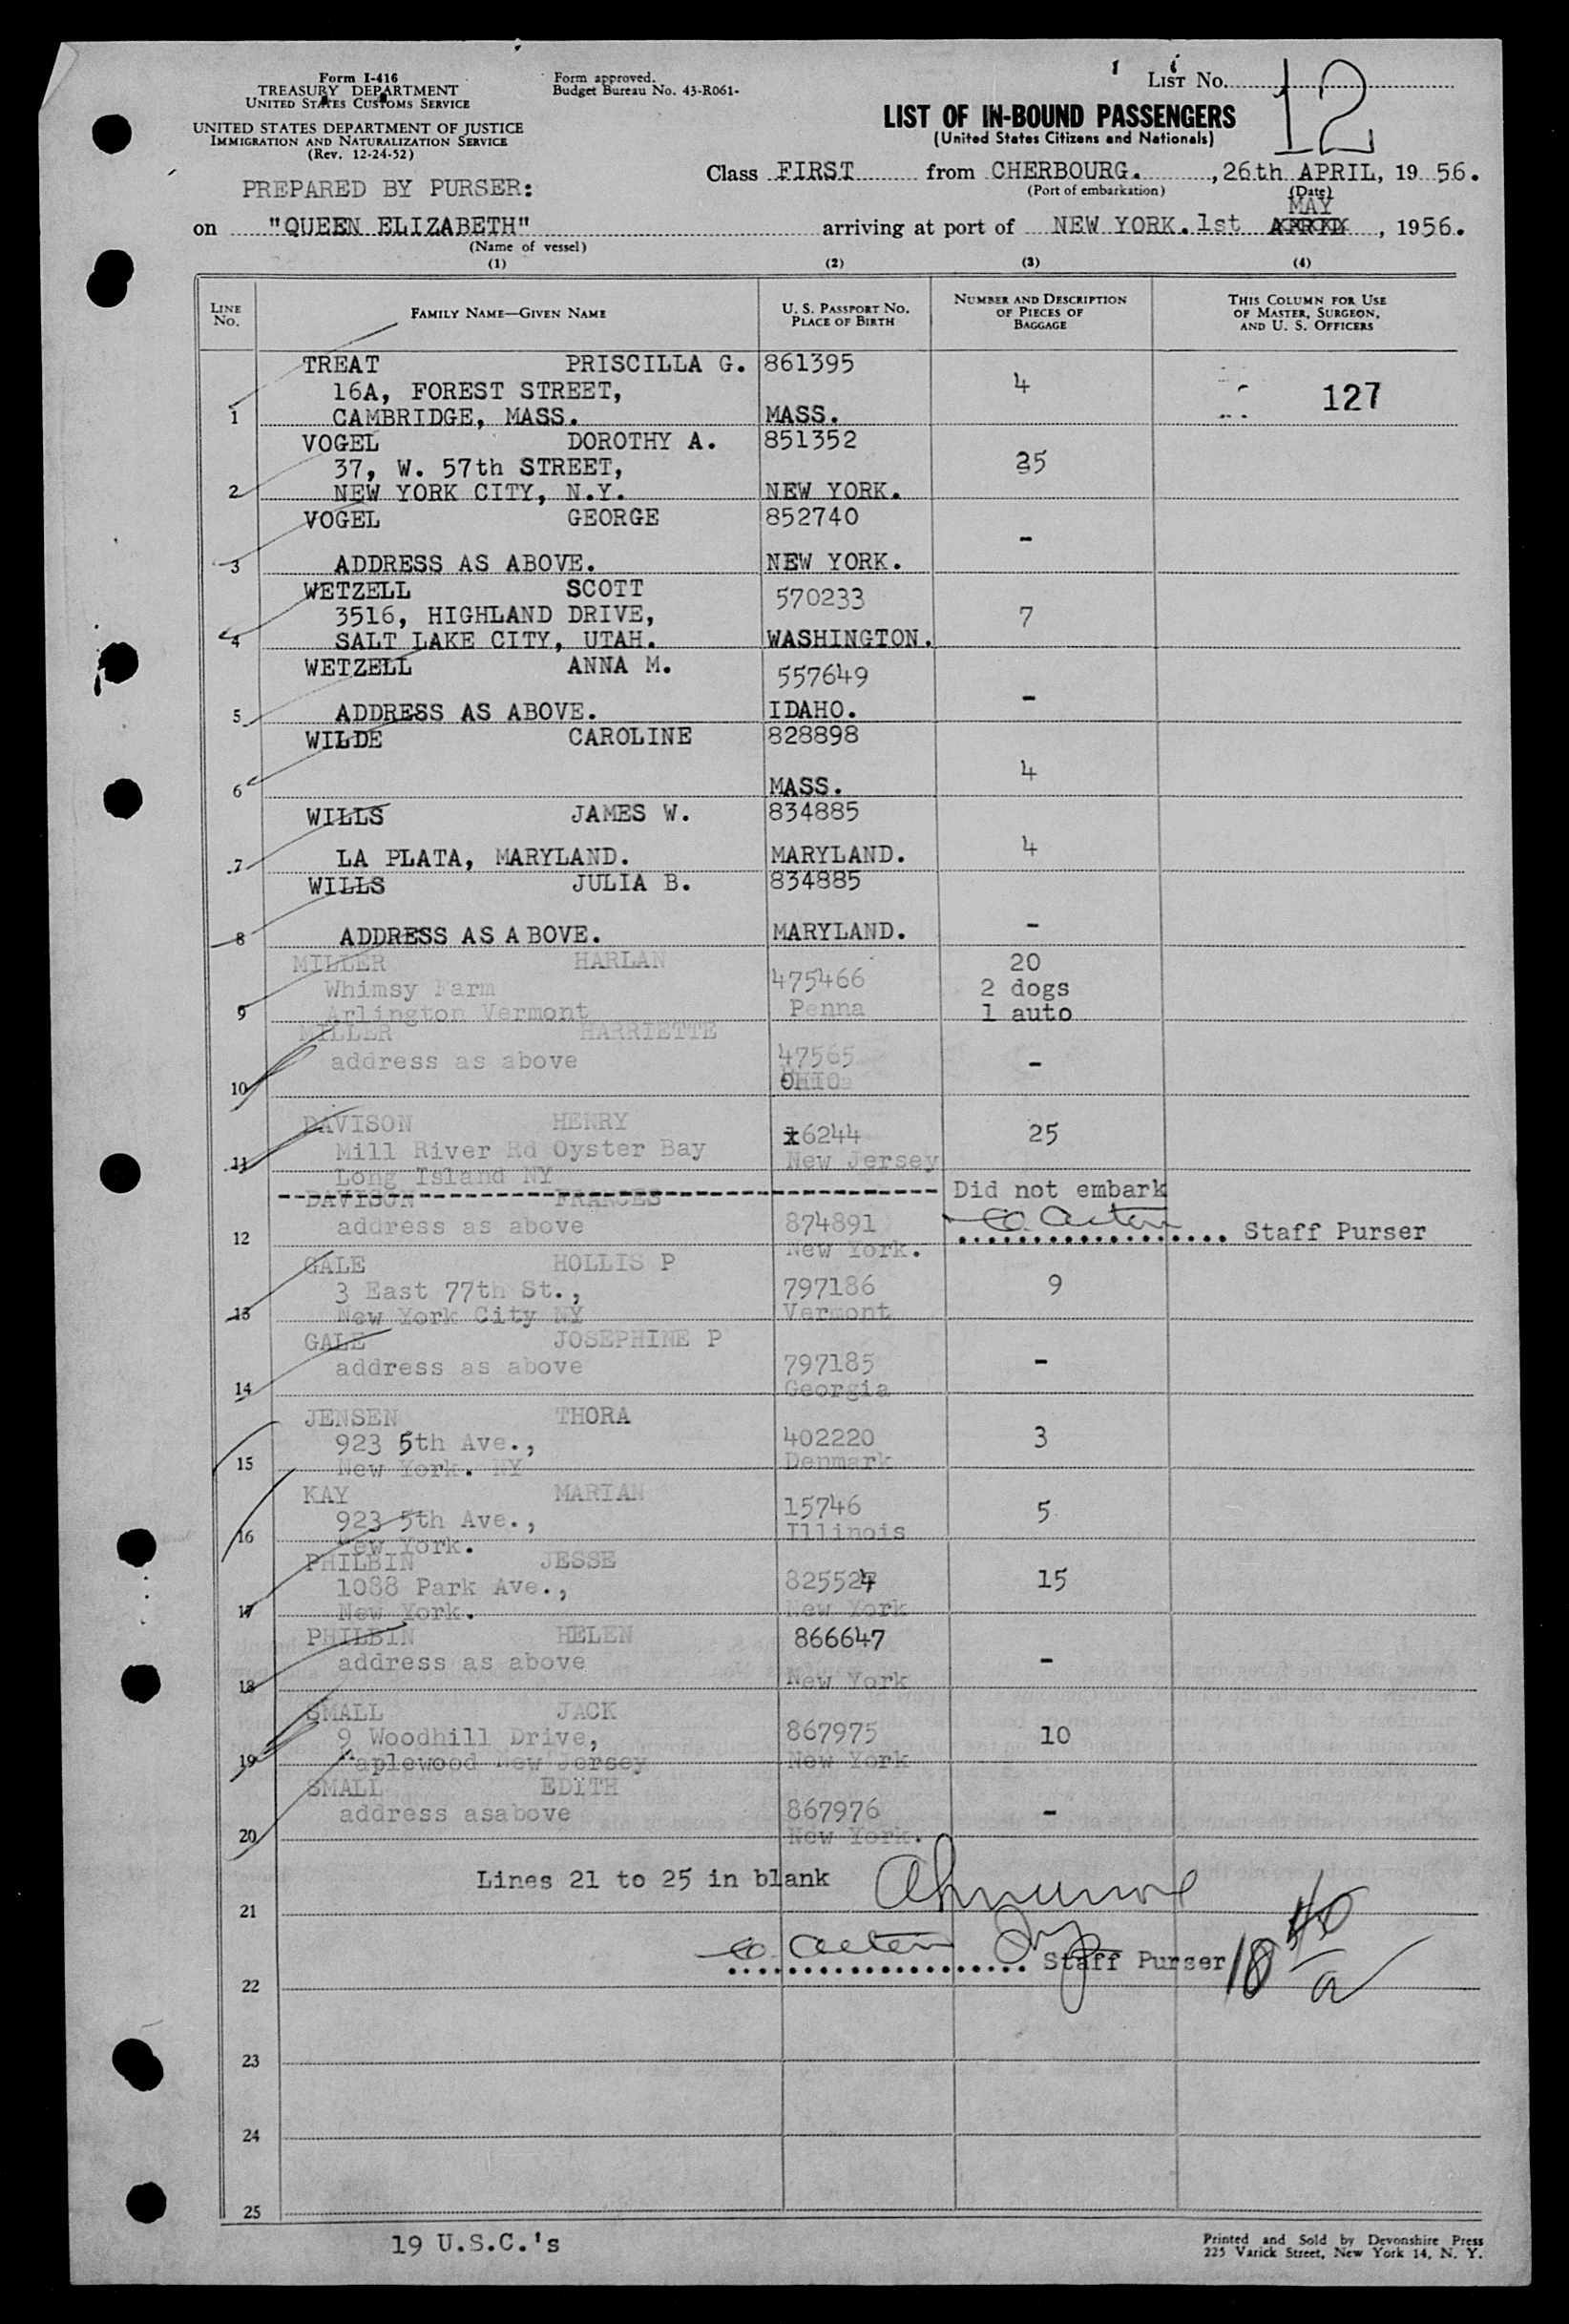 Form I-416
TREASURY DEPARTMENT
UNITED STATES CUSTOMS SERVICE
UNITED STATES DEPARTMENT OF JUSTICE
IMMIGRATION AND NATURALIZATION SERVICE
(Rev. 12-24-52)
Form approved.
Budget Bureau No. 43-R061-
LIST No. 12
LIST OF IN-BOUND PASSENGERS
(United States Citizens and Nationals)
PREPARED BY PURSER:
Class FIRST from CHERBOURG. , 26th APRIL, 1956.
(Port of embarkation) (Date)
MAY
on "QUEEN ELIZABETH" arriving at port of NEW YORK. 1st APRIL, 1956.
(Name of vessel)
(1) (2) (3) (4)
LINE No. FAMILY NAME—GIVEN NAME U. S. PASSPORT NO. PLACE OF BIRTH NUMBER AND DESCRIPTION OF PIECES OF BAGGAGE THIS COLUMN FOR USE OF MASTER, SURGEON, AND U. S. OFFICERS
TREAT PRISCILLA G. 861395
16A, FOREST STREET, 4 127
1 CAMBRIDGE, MASS. MASS.
VOGEL DOROTHY A. 851352
37, W. 57th STREET, 35
2 NEW YORK CITY, N.Y. NEW YORK.
VOGEL GEORGE 852740
-
3 ADDRESS AS ABOVE. NEW YORK.
WETZELL SCOTT 570233
3516, HIGHLAND DRIVE, 7
4 SALT LAKE CITY, UTAH. WASHINGTON.
WETZELL ANNA M. 557649
-
5 ADDRESS AS ABOVE. IDAHO.
WILDE CAROLINE 828898
4
6 MASS.
WILLS JAMES W. 834885
7 LA PLATA, MARYLAND. MARYLAND. 4
WILLS JULIA B. 834885
8 ADDRESS AS ABOVE. MARYLAND. -
MILLER HARLAN 20
Whimsy Farm 475466 2 dogs
9 Arlington Vermont Penna 1 auto
MILLER HARRIETTE
address as above 47565 -
10 OHIO
DAVISON HENRY 16244 25
11 Mill River Rd Oyster Bay New Jersey
Long Island NY
DAVISON FRANCES Did not embark
12 address as above 874891 Staff Purser
New York.
GALE HOLLIS P
3 East 77th St., 797186 9
13 New York City NY Vermont
GALE JOSEPHINE P
address as above 797185 -
14 Georgia
JENSEN THORA
923 5th Ave., 402220 3
15 New York. NY Denmark
KAY MARIAN
923 5th Ave., 15746 5
16 New York. Illinois
PHILBIN JESSE
1088 Park Ave., 825524 15
17 New York. New York
PHILBIN HELEN 866647
address as above -
18 New York
SMALL JACK
9 Woodhill Drive, 867975 10
19 Maplewood New Jersey New York
SMALL EDITH
address asabove 867976 -
20 New York.
Lines 21 to 25 in blank
21
Staff Purser 18
22
23
24
25
19 U.S.C.'s
Printed and Sold by Devonshire Press
225 Varick Street, New York 14, N. Y.